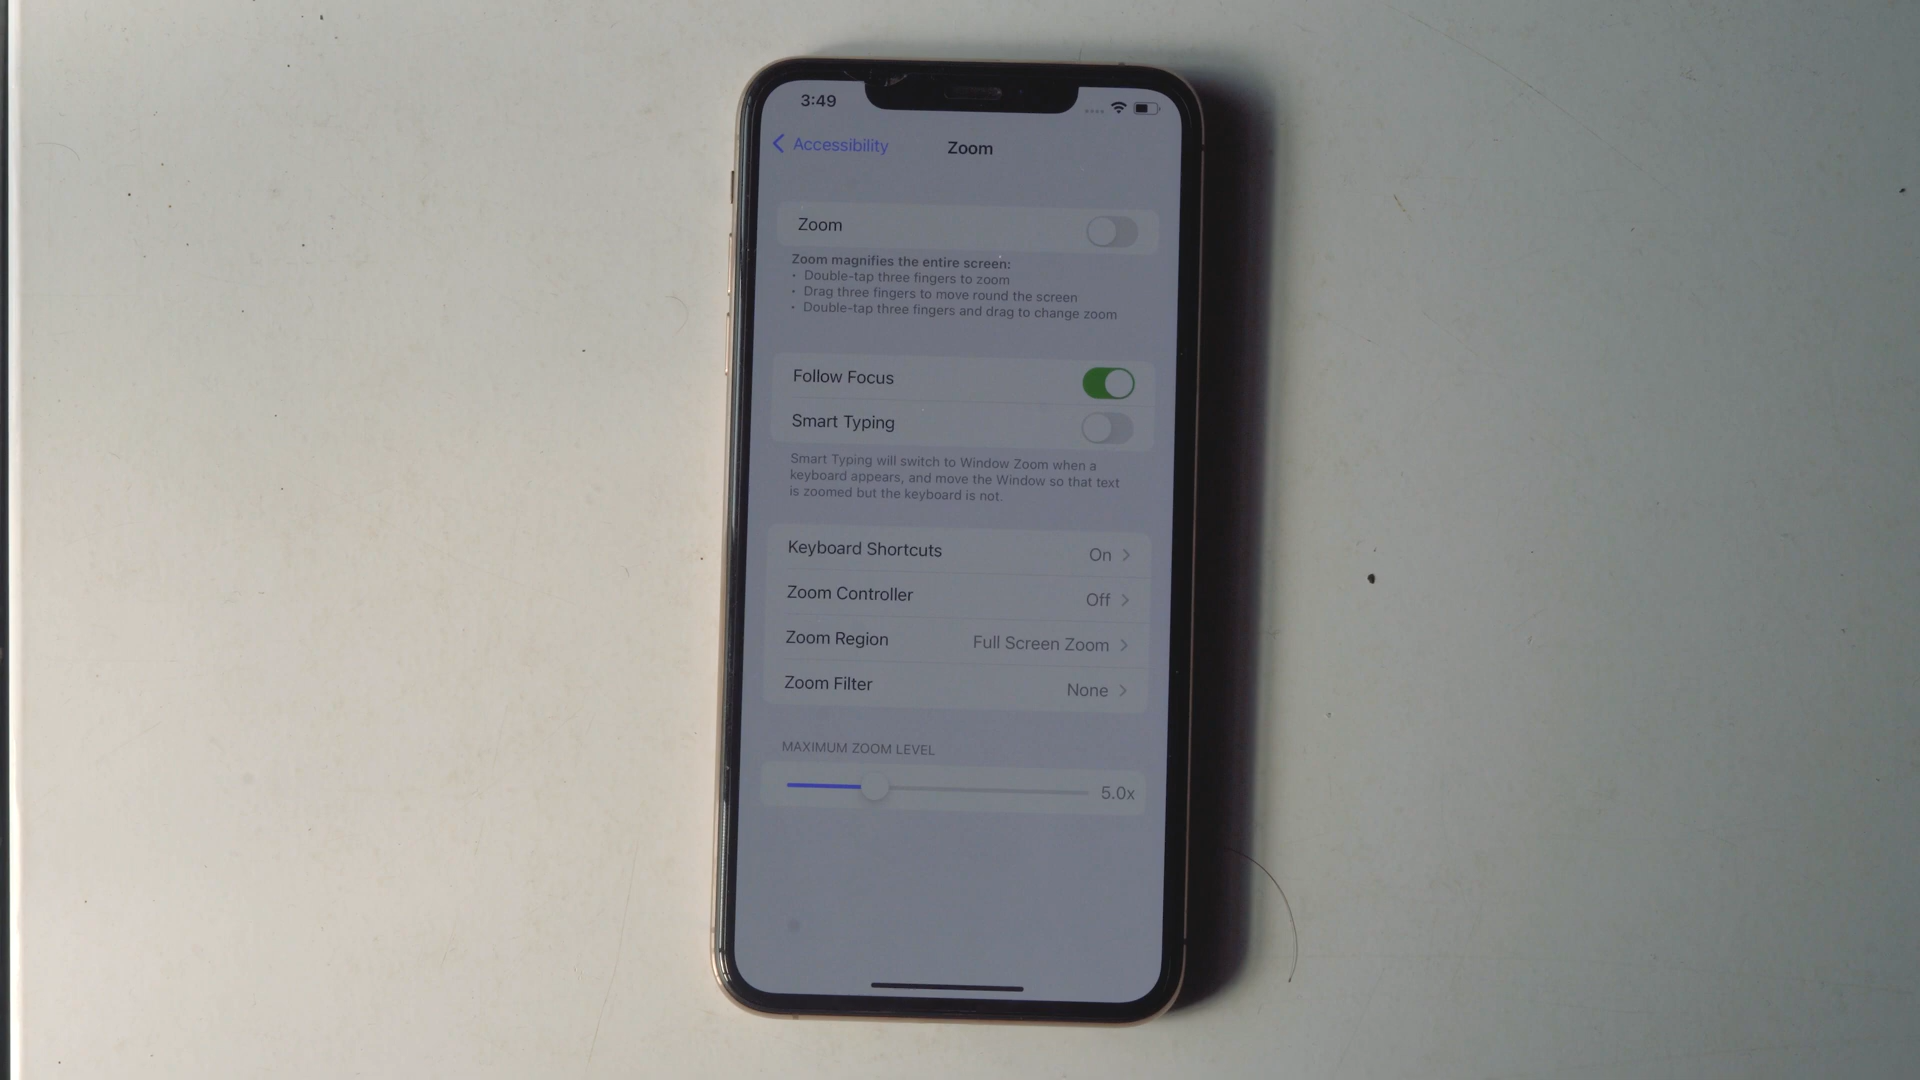 3:49
Accessibility
Zoom
Zoom
Zoom magnifies the entire screen:
• Double-tap three fingers to zoom
• Drag three fingers to move round the screen
• Double-tap three fingers and drag to change zoom
Follow Focus
Smart Typing
Smart Typing will switch to Window Zoom when a
keyboard appears, and move the Window so that text
is zoomed but the keyboard is not.
Keyboard Shortcuts On
Zoom Controller Off
Zoom Region Full Screen Zoom
Zoom Filter None
MAXIMUM ZOOM LEVEL
5.0x